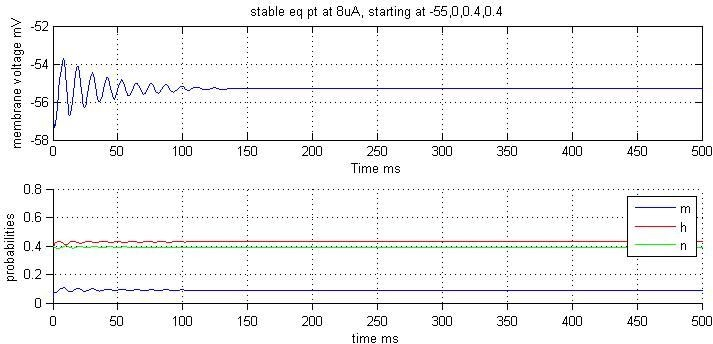 stable eq pt at 8uA, starting at -55,0,0.4,0.4
membrane voltage mV
-52
-54
-56
-58
0 50 100 150 200 250 300 350 400 450 500
Time ms
probabilities
0.8
0.6
0.4
0.2
0
m
h
n
0 50 100 150 200 250 300 350 400 450 500
time ms